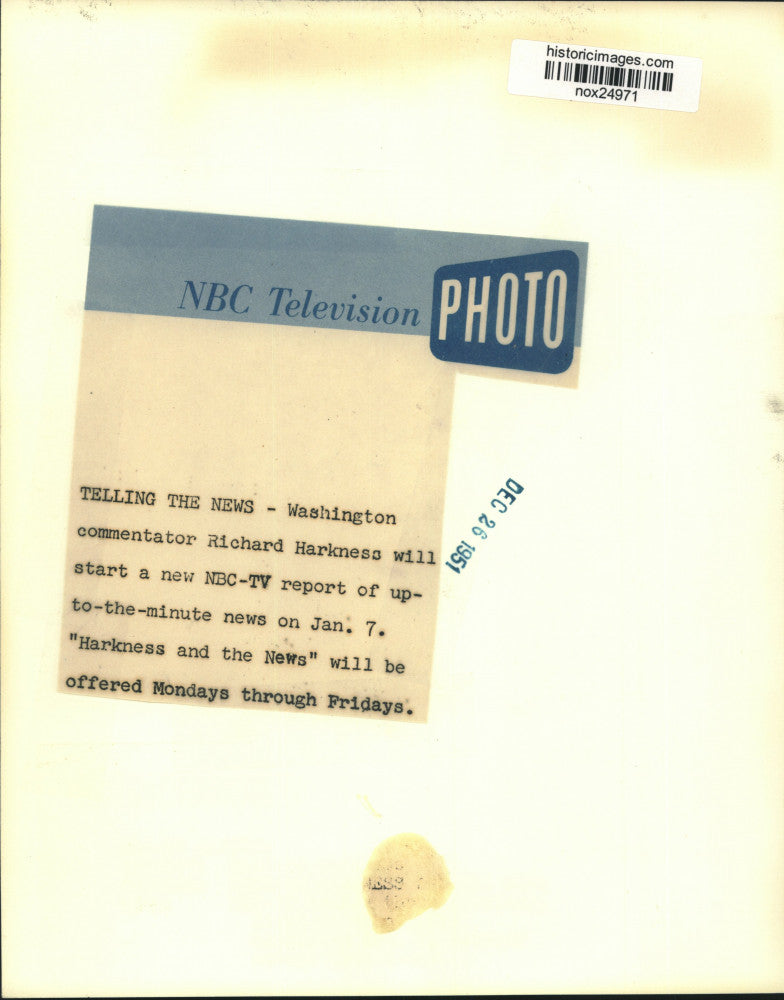 historicimages.com
nox24971
NBC Television PHOTO
TELLING THE NEWS - Washington
commentator Richard Harkness will
start a new NBC-TV report of up-
to-the-minute news on Jan. 7.
"Harkness and the News" will be
offered Mondays through Fridays.
DEC 26 1951